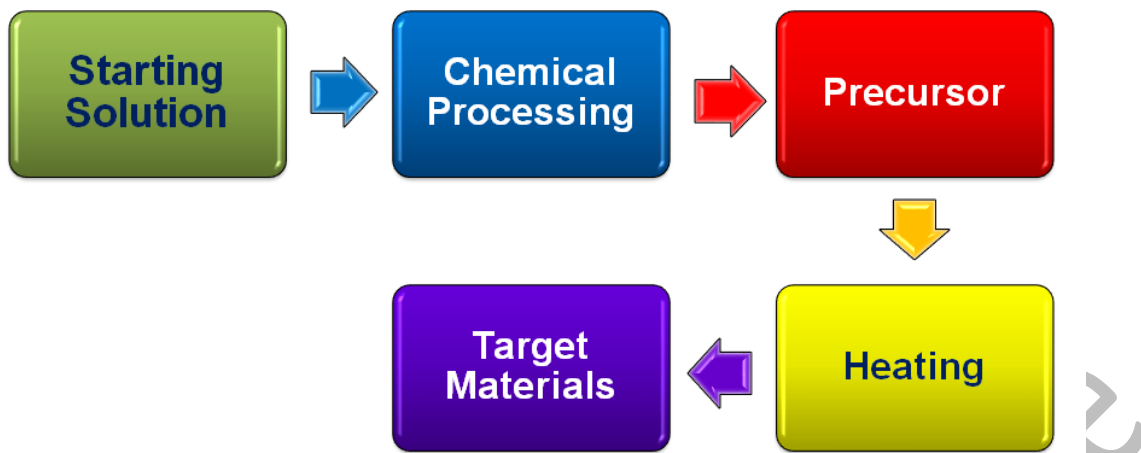 Starting
Solution
Chemical
Processing
Precursor
Heating
Target
Materials